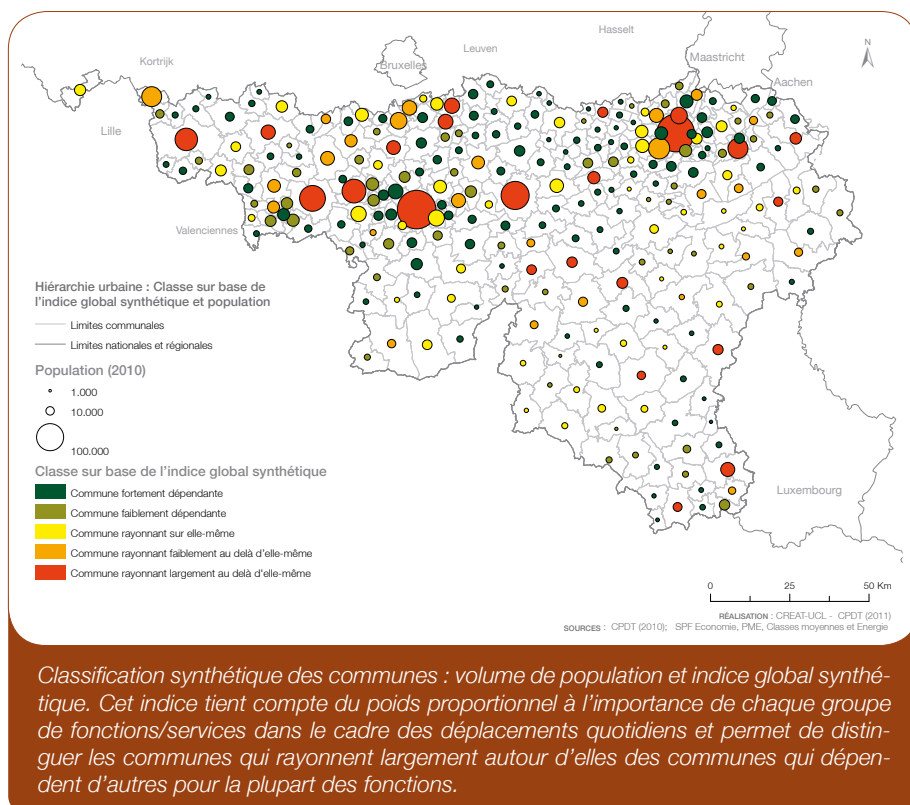 Hasselt
N
Leuven
Maastricht
Kortrijk
Bruxelles
Aachen
Lille
Valenciennes
Hiérarchie urbaine : Classe sur base de
l'indice global synthétique et population
Limites communales
Limites nationales et régionales
Population (2010)
1.000
10.000
100.000
Classe sur base de l'indice global synthétique
Commune fortement dépendante
Commune faiblement dépendante
Commune rayonnant sur elle-même
Commune rayonnant faiblement au delà d'elle-même
Commune rayonnant largement au delà d'elle-même
Luxembourg
0 25 50 Km
RÉALISATION : CREAT-UCL - CPDT (2011)
SOURCES : CPDT (2010); SPF Economie, PME, Classes moyennes et Energie
Classification synthétique des communes : volume de population et indice global synthé-
tique. Cet indice tient compte du poids proportionnel à l'importance de chaque groupe
de fonctions/services dans le cadre des déplacements quotidiens et permet de distin-
guer les communes qui rayonnent largement autour d'elles des communes qui dépen-
dent d'autres pour la plupart des fonctions.